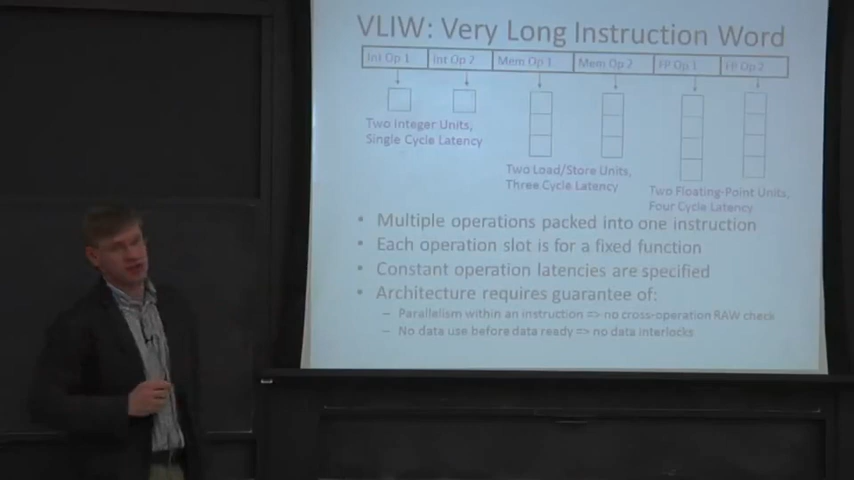 VLIW: Very Long Instruction Word
Int Op 1 Int Op 2 Mem Op 1 Mem Op 2 FP Op 1 FP Op 2
Two Integer Units,
Single Cycle Latency
Two Load/Store Units,
Three Cycle Latency
Two Floating-Point Units,
Four Cycle Latency
• Multiple operations packed into one instruction
• Each operation slot is for a fixed function
• Constant operation latencies are specified
• Architecture requires guarantee of:
– Parallelism within an instruction => no cross-operation RAW check
– No data use before data ready => no data interlocks